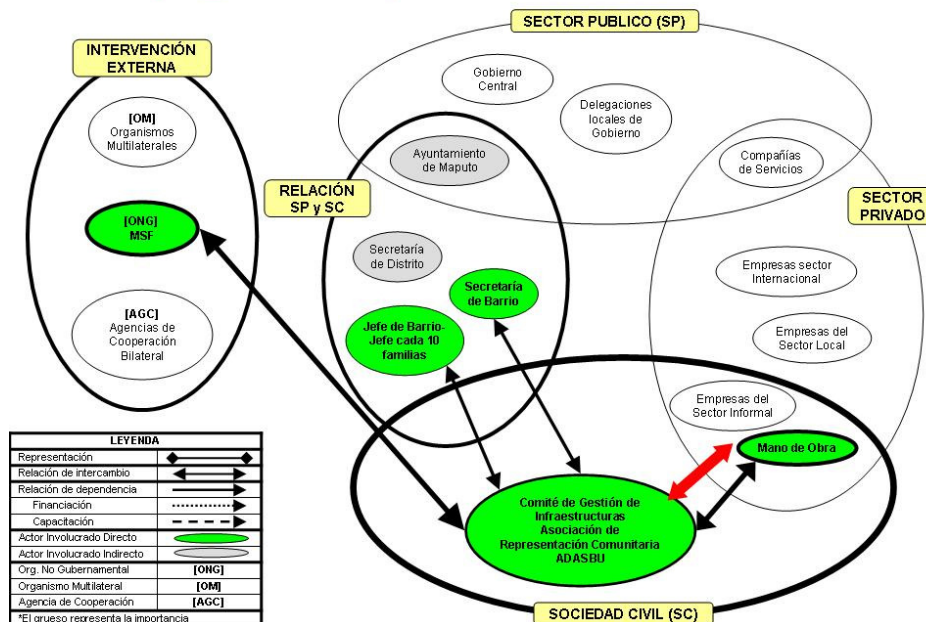 SECTOR PUBLICO (SP)
INTERVENCIÓN
EXTERNA
Gobierno
Central
Delegaciones
locales de
Gobierno
[OM]
Organismos
Multilaterales
Ayuntamiento
de Maputo
Compañías
de Servicios
RELACIÓN
SP y SC
SECTOR
PRIVADO
[ONG]
MSF
Secretaría
de Distrito
Secretaría
de Barrio
Empresas sector
Internacional
[AGC]
Agencias de
Cooperación
Bilateral
Jefe de Barrio-
Jefe cada 10
familias
Empresas del
Sector Local
Empresas del
Sector Informal
Mano de Obra
Comité de Gestión de
Infraestructuras
Asociación de
Representación Comunitaria
ADASBU
SOCIEDAD CIVIL (SC)
LEYENDA
Representación
Relación de intercambio
Relación de dependencia
Financiación
Capacitación
Actor Involucrado Directo
Actor Involucrado Indirecto
Org. No Gubernamental [ONG]
Organismo Multilateral [OM]
Agencia de Cooperación [AGC]
*El grueso representa la importancia